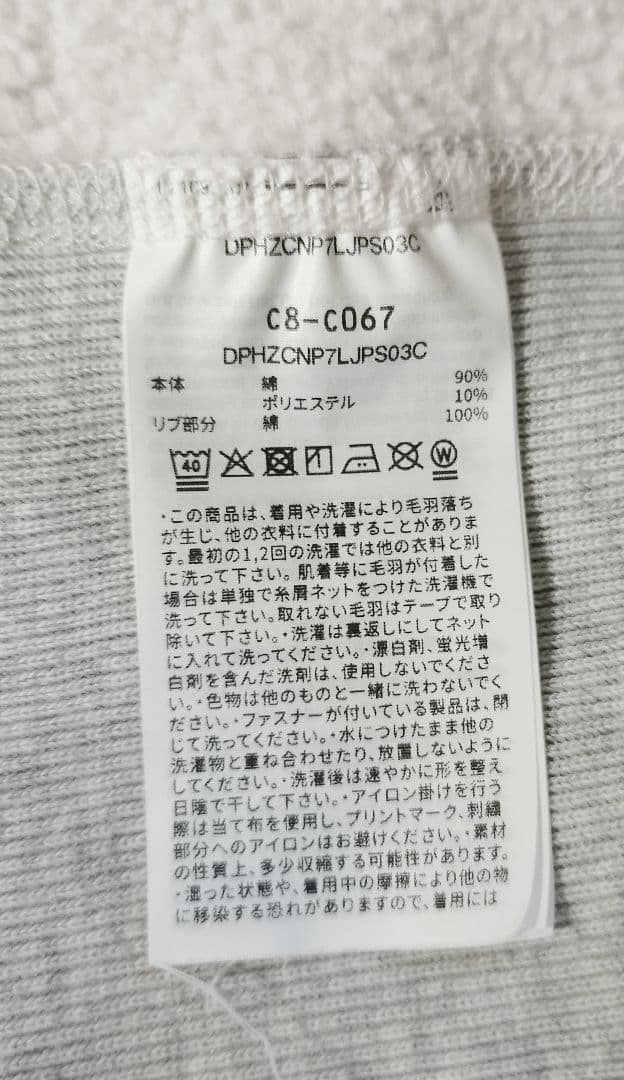 DPHZCNP7LJPS03C
C8-C067
DPHZCNP7LJPS03C
本体 綿 90%
ポリエステル 10%
リブ部分 綿 100%
40
W
・この商品は、着用や洗濯により毛羽落ち
が生じ、他の衣料に付着することがありま
す。最初の1,2回の洗濯では他の衣料と別
に洗って下さい。肌着等に毛羽が付着した
場合は単独で糸屑ネットをつけた洗濯機で
洗って下さい。取れない毛羽はテープで取り
除いて下さい。・洗濯は裏返しにしてネット
に入れて洗ってください。・漂白剤、蛍光増
白剤を含んだ洗剤は、使用しないでくださ
い。・色物は他のものと一緒に洗わないでく
ださい。・ファスナーが付いている製品は、閉
じて洗ってください。・水につけたまま他の
洗濯物と重ね合わせたり、放置しないように
してください。・洗濯後は速やかに形を整え
日陰で干して下さい。・アイロン掛けを行う
際は当て布を使用し、プリントマーク、刺繍
部分へのアイロンはお避けください。・素材
の性質上、多少収縮する可能性があります。
・湿った状態や、着用中の摩擦により他の物
に移染する恐れがありますので、着用には